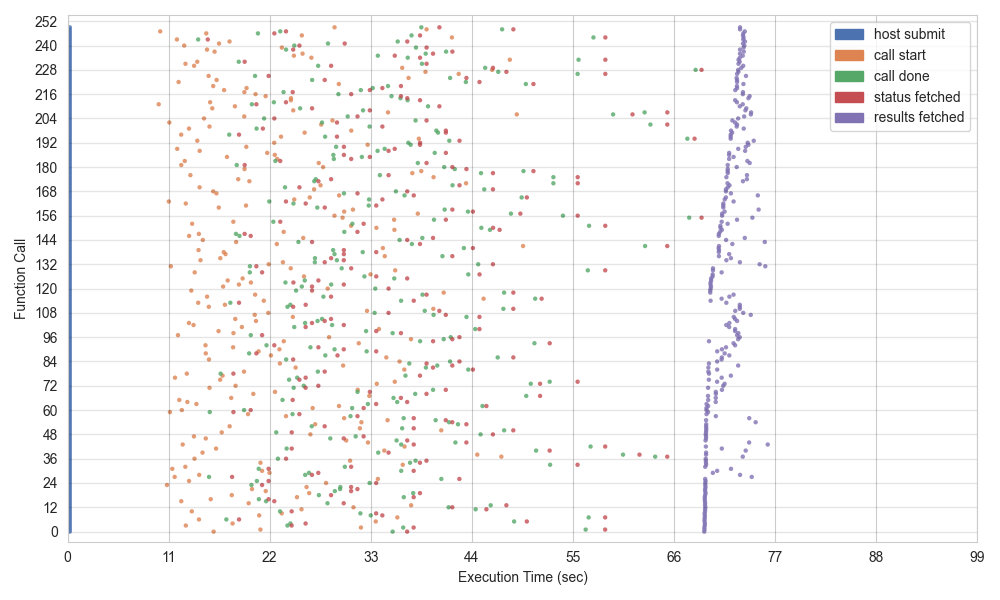 252
240
228
216
204
192
180
168
156
144
132
120
108
96
84
72
60
48
36
24
12
0
Function Call
0 11 22 33 44 55 66 77 88 99
Execution Time (sec)
host submit
call start
call done
status fetched
results fetched